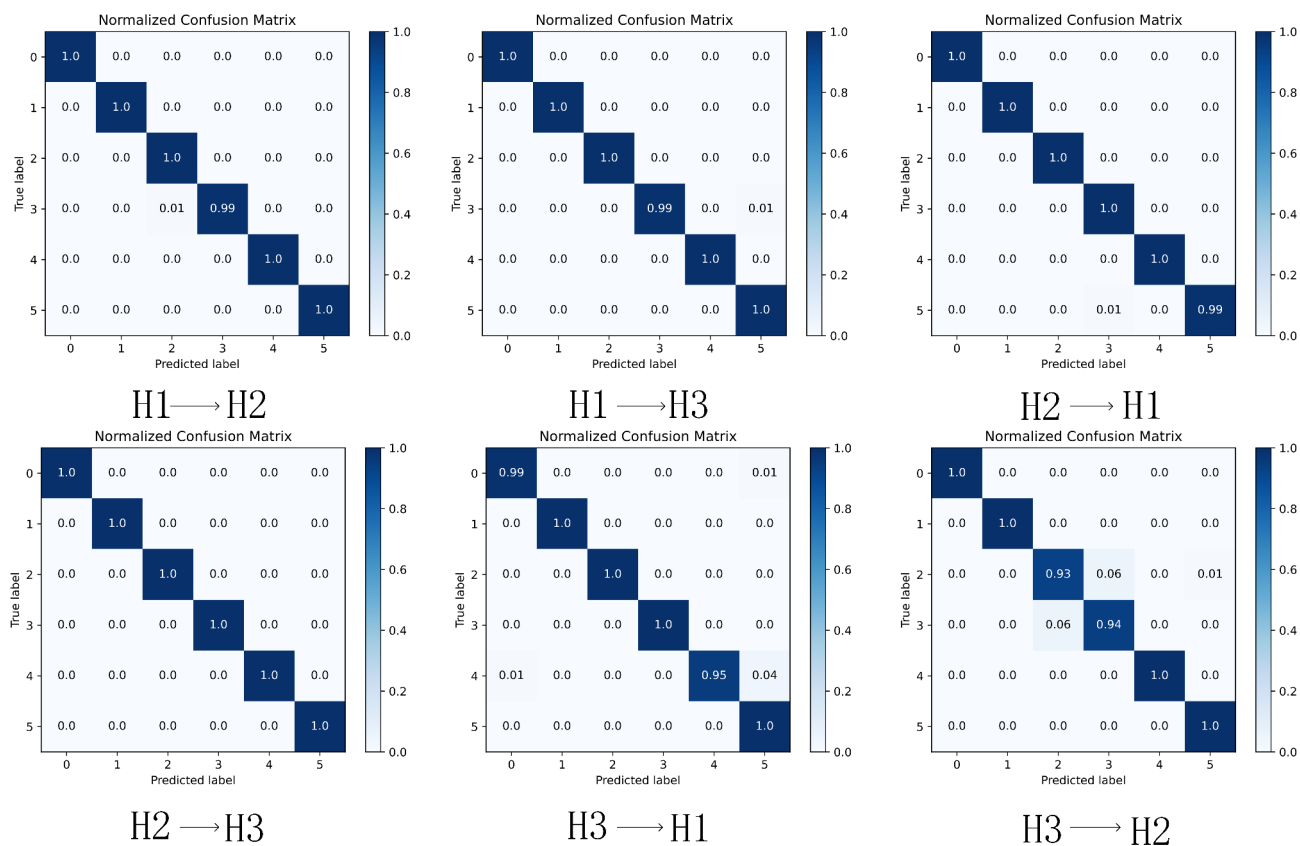 Normalized Confusion Matrix
True label
0 1.0 0.0 0.0 0.0 0.0 0.0
1 0.0 1.0 0.0 0.0 0.0 0.0
2 0.0 0.0 1.0 0.0 0.0 0.0
3 0.0 0.0 0.01 0.99 0.0 0.0
4 0.0 0.0 0.0 0.0 1.0 0.0
5 0.0 0.0 0.0 0.0 0.0 1.0
0 1 2 3 4 5
Predicted label
1.0
0.8
0.6
0.4
0.2
0.0
H1 → H2
Normalized Confusion Matrix
True label
0 1.0 0.0 0.0 0.0 0.0 0.0
1 0.0 1.0 0.0 0.0 0.0 0.0
2 0.0 0.0 1.0 0.0 0.0 0.0
3 0.0 0.0 0.0 0.99 0.0 0.01
4 0.0 0.0 0.0 0.0 1.0 0.0
5 0.0 0.0 0.0 0.0 0.0 1.0
0 1 2 3 4 5
Predicted label
1.0
0.8
0.6
0.4
0.2
0.0
H1 → H3
Normalized Confusion Matrix
True label
0 1.0 0.0 0.0 0.0 0.0 0.0
1 0.0 1.0 0.0 0.0 0.0 0.0
2 0.0 0.0 1.0 0.0 0.0 0.0
3 0.0 0.0 0.0 1.0 0.0 0.0
4 0.0 0.0 0.0 0.0 1.0 0.0
5 0.0 0.0 0.0 0.01 0.0 0.99
0 1 2 3 4 5
Predicted label
1.0
0.8
0.6
0.4
0.2
0.0
H2 → H1
Normalized Confusion Matrix
True label
0 1.0 0.0 0.0 0.0 0.0 0.0
1 0.0 1.0 0.0 0.0 0.0 0.0
2 0.0 0.0 1.0 0.0 0.0 0.0
3 0.0 0.0 0.0 1.0 0.0 0.0
4 0.0 0.0 0.0 0.0 1.0 0.0
5 0.0 0.0 0.0 0.0 0.0 1.0
0 1 2 3 4 5
Predicted label
1.0
0.8
0.6
0.4
0.2
0.0
H2 → H3
Normalized Confusion Matrix
True label
0 0.99 0.0 0.0 0.0 0.0 0.01
1 0.0 1.0 0.0 0.0 0.0 0.0
2 0.0 0.0 1.0 0.0 0.0 0.0
3 0.0 0.0 0.0 1.0 0.0 0.0
4 0.01 0.0 0.0 0.0 0.95 0.04
5 0.0 0.0 0.0 0.0 0.0 1.0
0 1 2 3 4 5
Predicted label
1.0
0.8
0.6
0.4
0.2
0.0
H3 → H1
Normalized Confusion Matrix
True label
0 1.0 0.0 0.0 0.0 0.0 0.0
1 0.0 1.0 0.0 0.0 0.0 0.0
2 0.0 0.0 0.93 0.06 0.0 0.01
3 0.0 0.0 0.06 0.94 0.0 0.0
4 0.0 0.0 0.0 0.0 1.0 0.0
5 0.0 0.0 0.0 0.0 0.0 1.0
0 1 2 3 4 5
Predicted label
1.0
0.8
0.6
0.4
0.2
0.0
H3 → H2